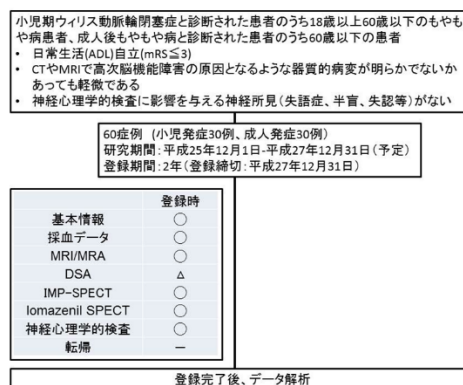 小児期ウィリス動脈輪閉塞症と診断された患者のうち18歳以上60歳以下のもやも
や病患者、成人後もやもや病と診断された患者のうち60歳以下の患者
• 日常生活(ADL)自立(mRS≦3)
• CTやMRIで高次脳機能障害の原因となるような器質的病変が明らかでないか
あっても軽微である
• 神経心理学的検査に影響を与える神経所見(失語症、半盲、失認等)がない
60症例 (小児発症30例、成人発症30例)
研究期間:平成25年12月1日-平成27年12月31日(予定)
登録期間:2年(登録締切:平成27年12月31日)
登録時
基本情報 ○
採血データ ○
MRI/MRA ○
DSA △
IMP-SPECT ○
Iomazenil SPECT ○
神経心理学的検査 ○
転帰 ー
登録完了後、データ解析